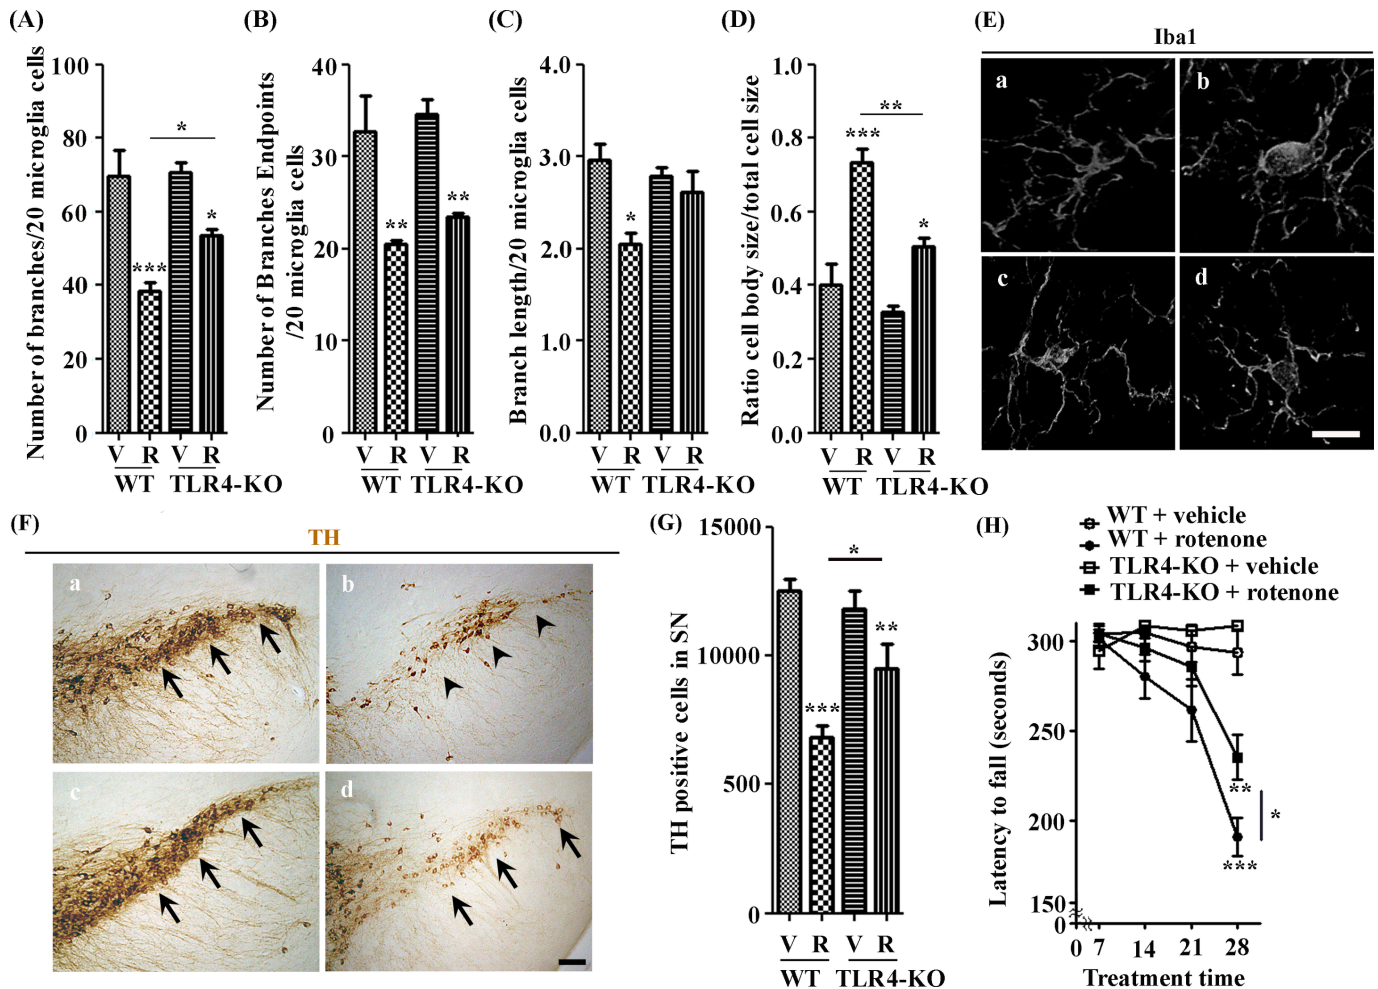 (A)
Number of branches/20 microglia cells
100
80
60
40
20
0
*
***
*
V R V R
WT TLR4-KO
(B)
Number of Branches Endpoints
/20 microglia cells
40
30
20
10
0
**
**
V R V R
WT TLR4-KO
(C)
Branch length/20 microglia cells
4.0
3.0
2.0
1.0
0.0
*
V R V R
WT TLR4-KO
(D)
Ratio cell body size/total cell size
1.0
0.8
0.6
0.4
0.2
0.0
**
***
*
V R V R
WT TLR4-KO
(E)
Iba1
a b
c d
(F)
TH
a b
c d
(G)
TH positive cells in SN
15000
10000
500
0
*
***
**
V R V R
WT TLR4-KO
(H)
WT + vehicle
WT + rotenone
TLR4-KO + vehicle
TLR4-KO + rotenone
Latency to fall (seconds)
300
250
200
150
0
**
*
***
0 7 14 21 28
Treatment time